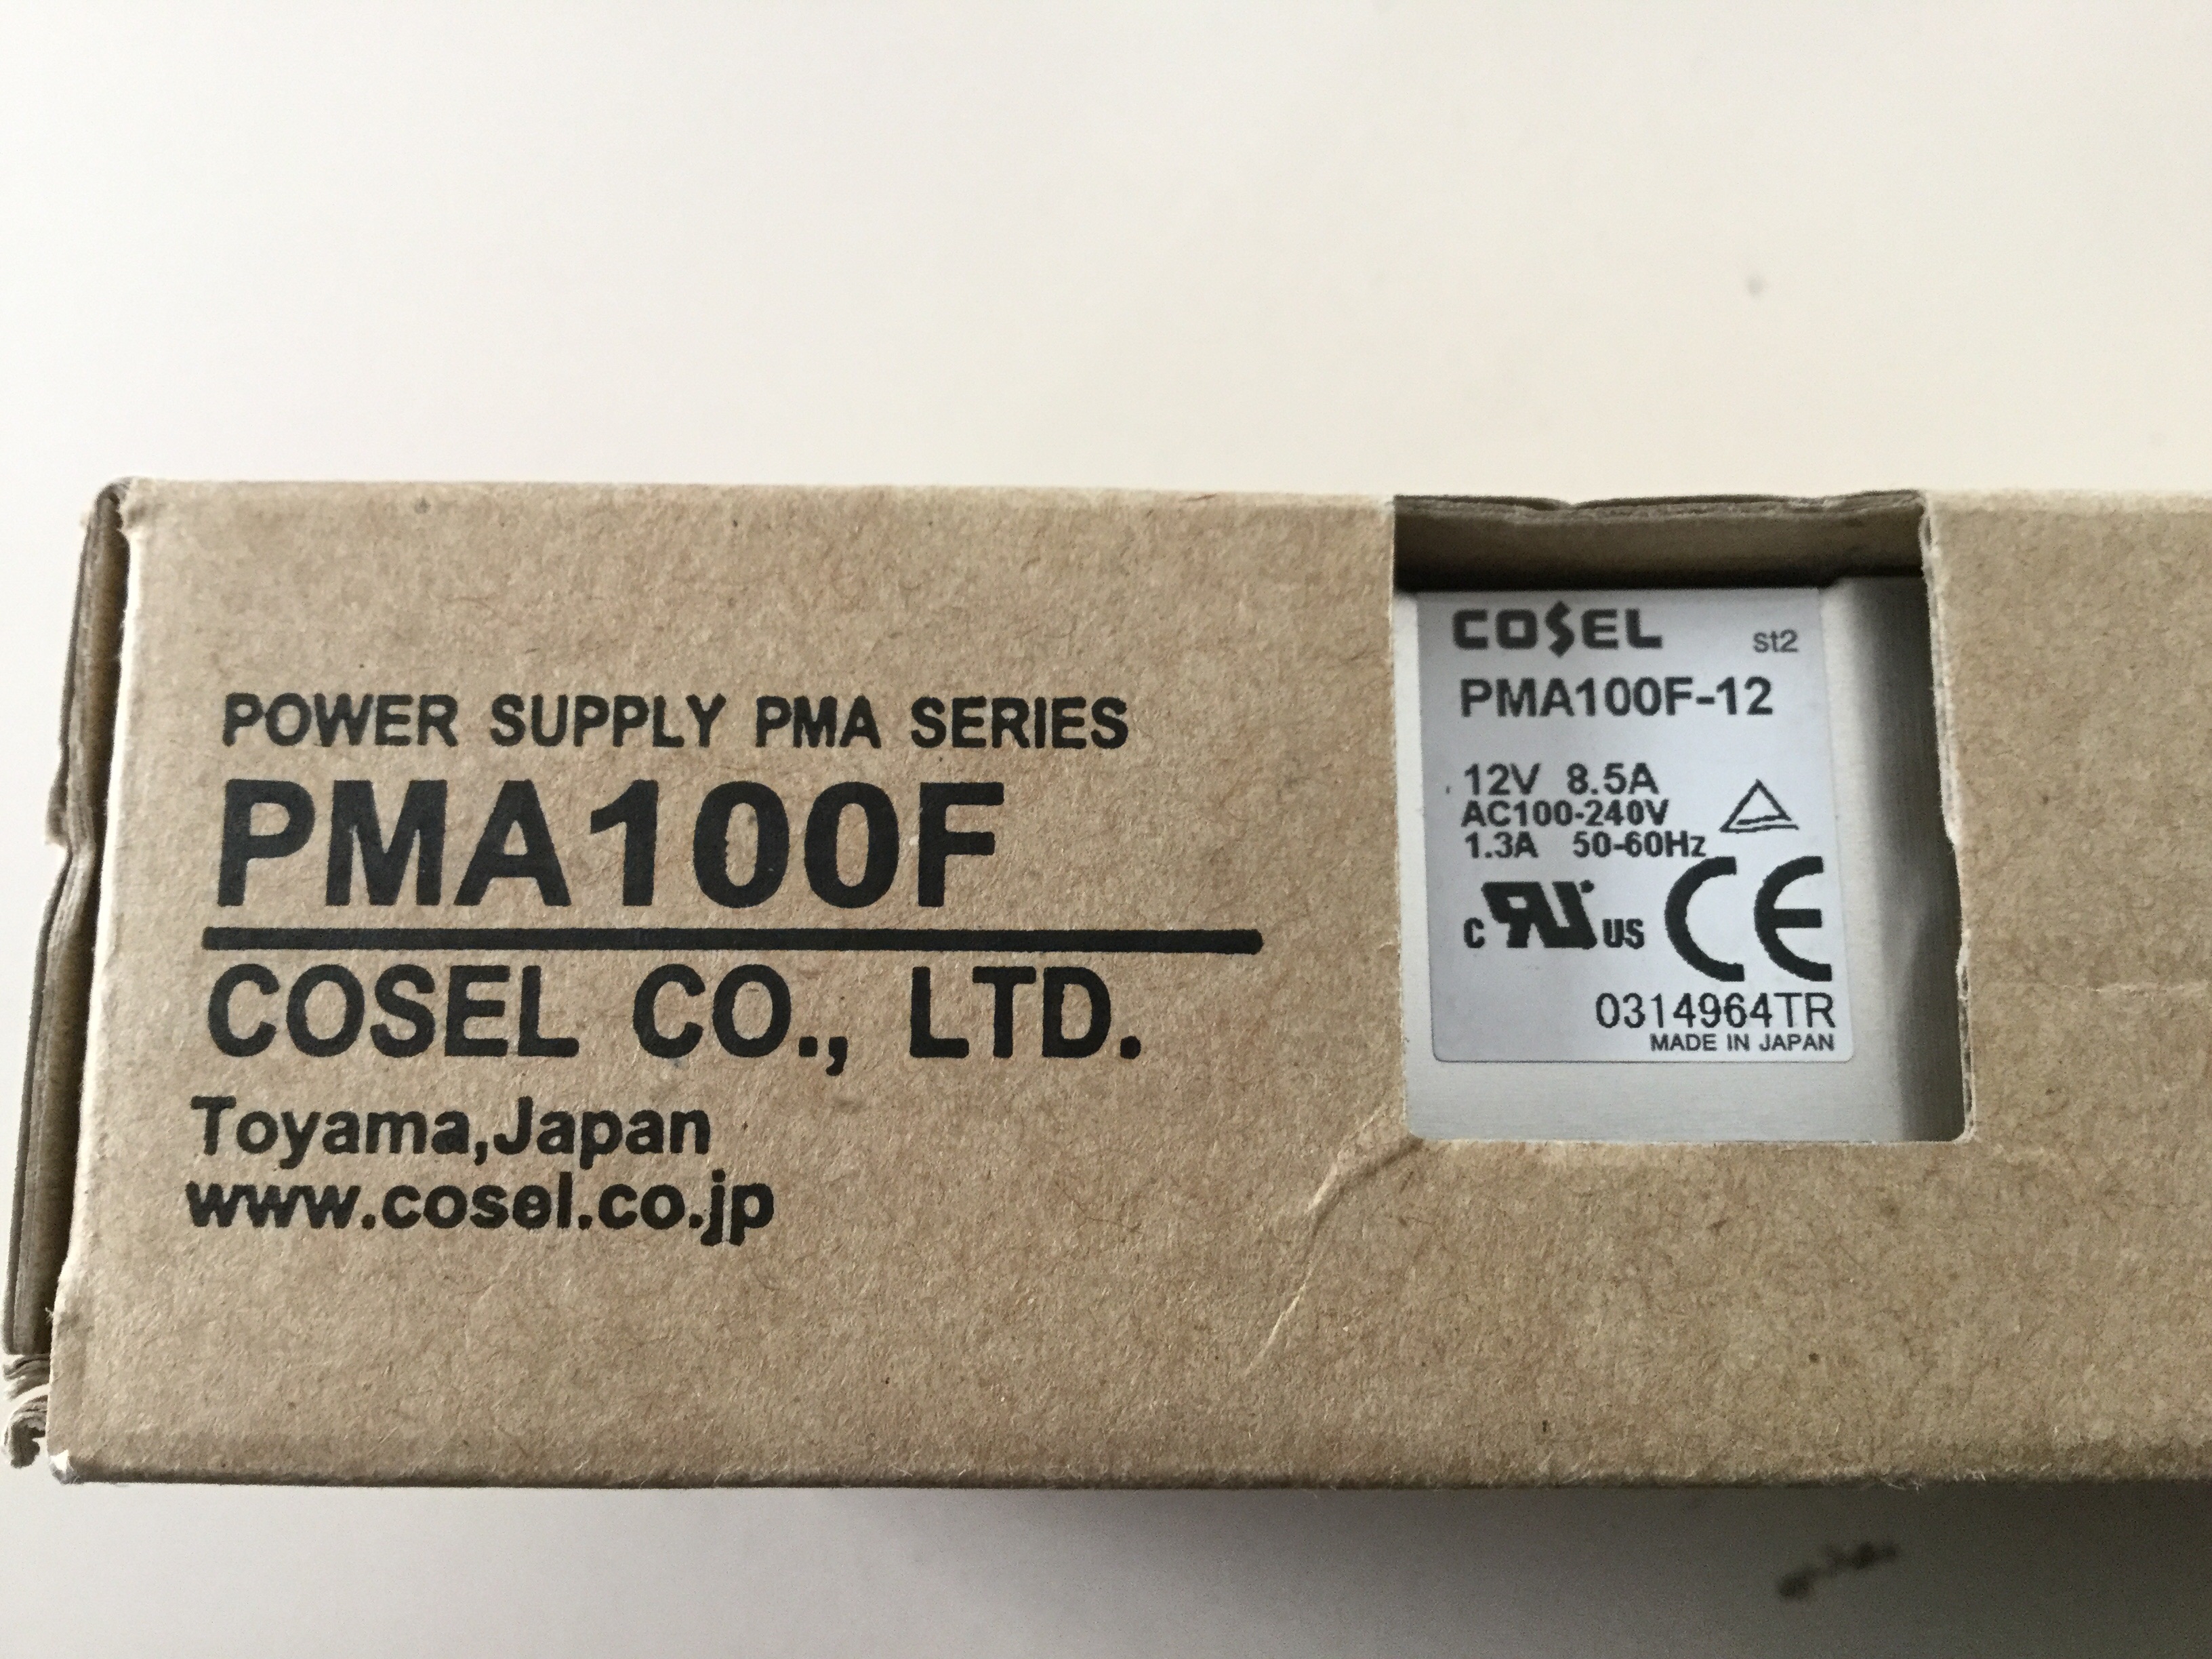 POWER SUPPLY PMA SERIES
PMA100F
COSEL CO., LTD.
Toyama,Japan
www.cosel.co.jp
COSEL st2
PMA100F-12
12V 8.5A
AC100-240V
1.3A 50-60Hz
c RU US CE
0314964TR
MADE IN JAPAN